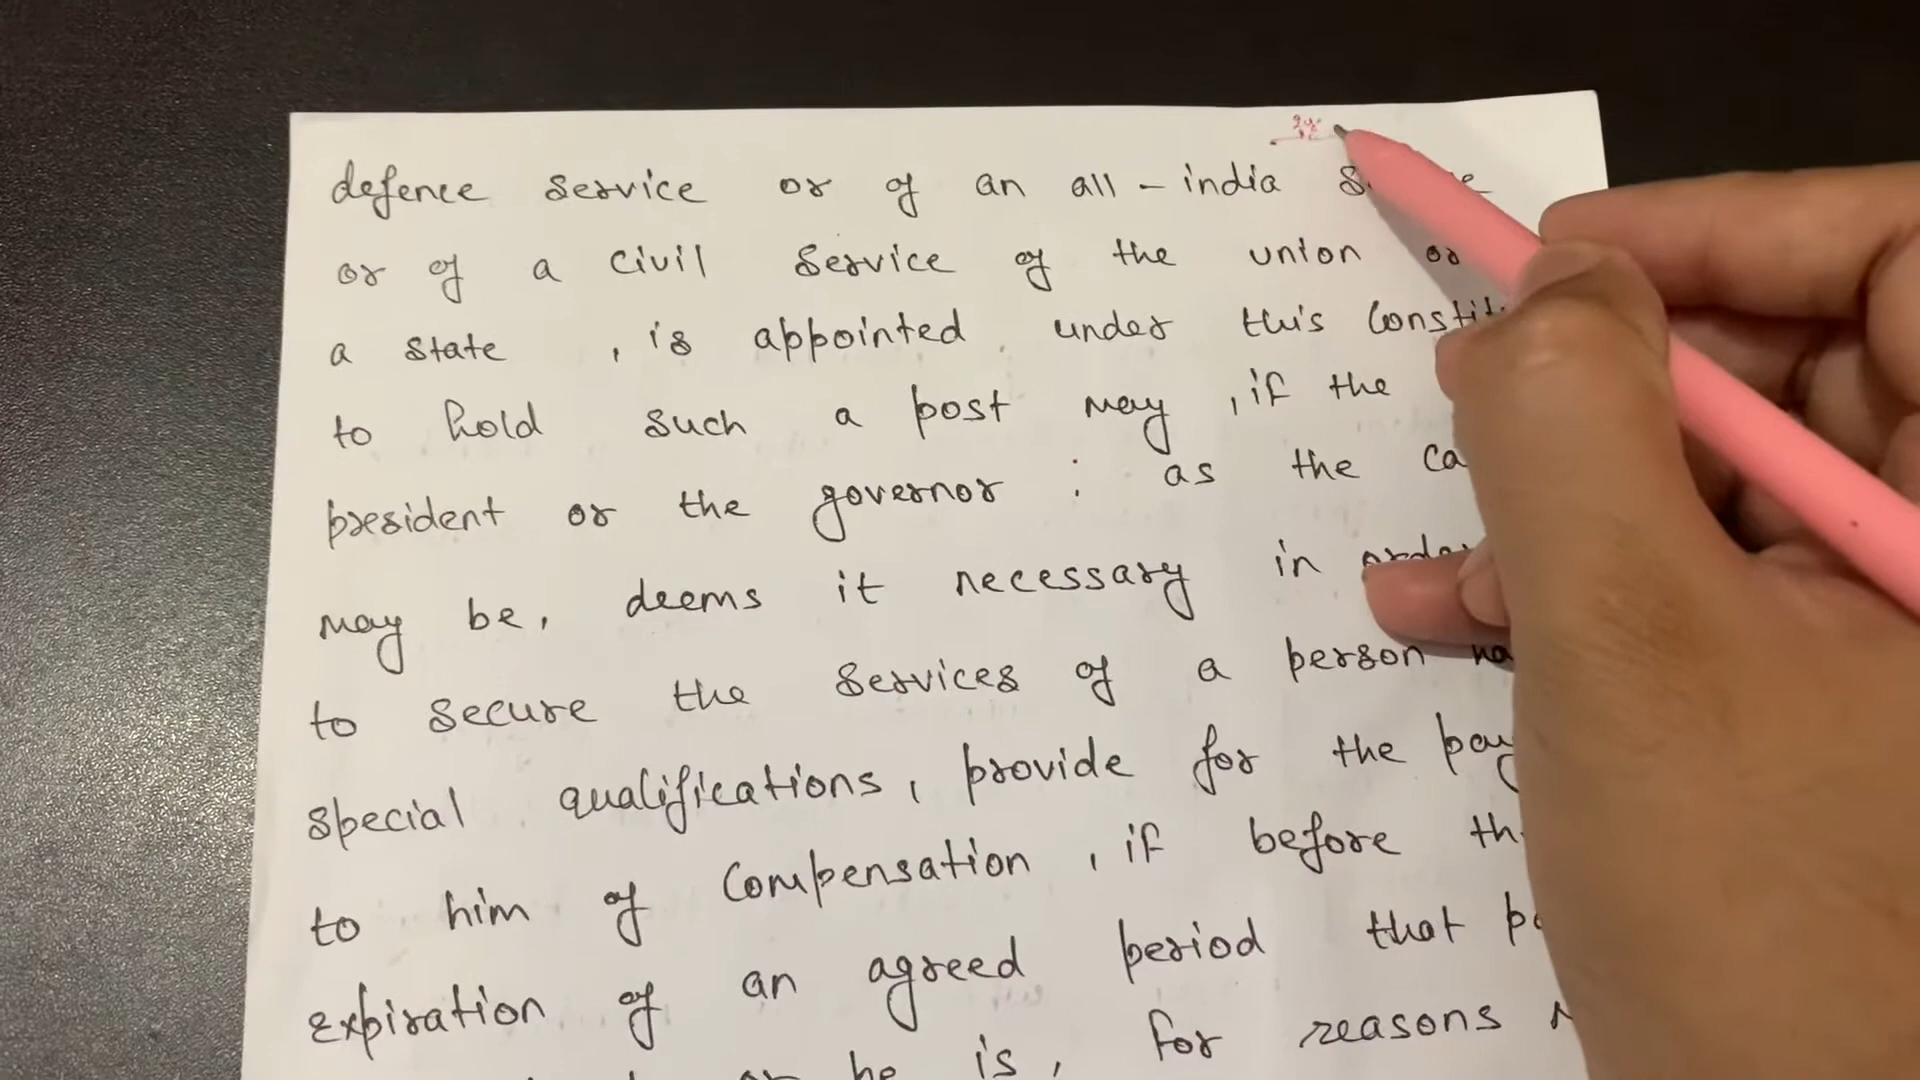 defence service or of an all - india
or of a civil service of the union or
a state , is appointed under this
to hold such a post may , if the
president or the governor : as the
may be, deems it necessary in
to secure the services of a person
special qualifications, provide for the
to him of compensation , if before
expiration of an agreed period that
he is, for reasons